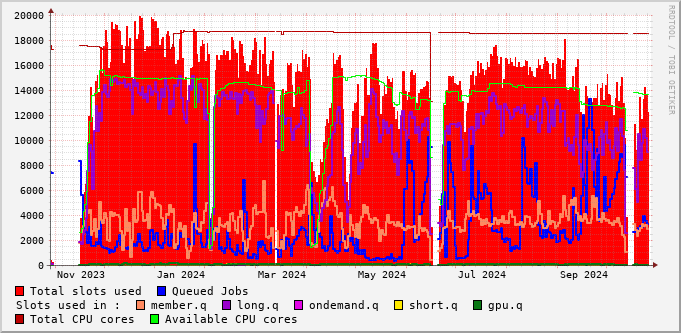 20000
18000
16000
14000
12000
10000
8000
6000
4000
2000
0
Nov 2023 Jan 2024 Mar 2024 May 2024 Jul 2024 Sep 2024
RRDTOOL / TOBI OETIKER
Total slots used Queued Jobs
Slots used in : member.q long.q ondemand.q short.q gpu.q
Total CPU cores Available CPU cores